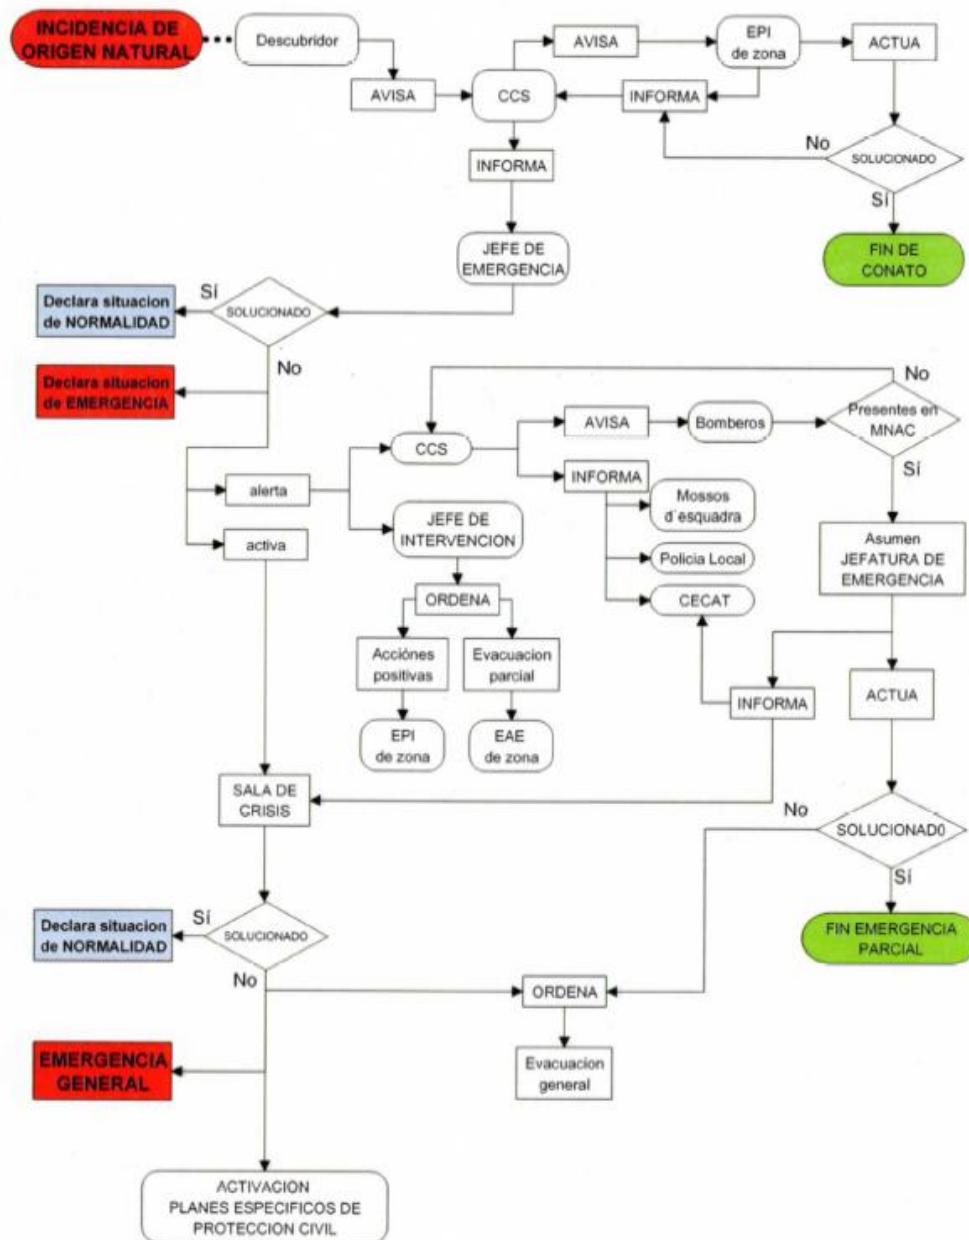 INCIDENCIA DE
ORIGEN NATURAL
Descubridor
AVISA
CCS
AVISA
EPI
de zona
ACTUA
INFORMA
No
SOLUCIONADO
Sí
FIN DE
CONATO
INFORMA
JEFE DE
EMERGENCIA
SOLUCIONADO
Sí
Declara situacion
de NORMALIDAD
No
Declara situacion
de EMERGENCIA
alerta
activa
CCS
AVISA
Bomberos
Presentes en
MNAC
No
Sí
INFORMA
Mossos
d´esquadra
Policia Local
CECAT
JEFE DE
INTERVENCION
ORDENA
Acciónes
positivas
Evacuacion
parcial
EPI
de zona
EAE
de zona
Asumen
JEFATURA DE
EMERGENCIA
INFORMA
ACTUA
SALA DE
CRISIS
No
SOLUCIONAD0
Sí
FIN EMERGENCIA
PARCIAL
Declara situacion
de NORMALIDAD
Sí
SOLUCIONADO
No
ORDENA
Evacuacion
general
EMERGENCIA
GENERAL
ACTIVACION
PLANES ESPECIFICOS DE
PROTECCION CIVIL